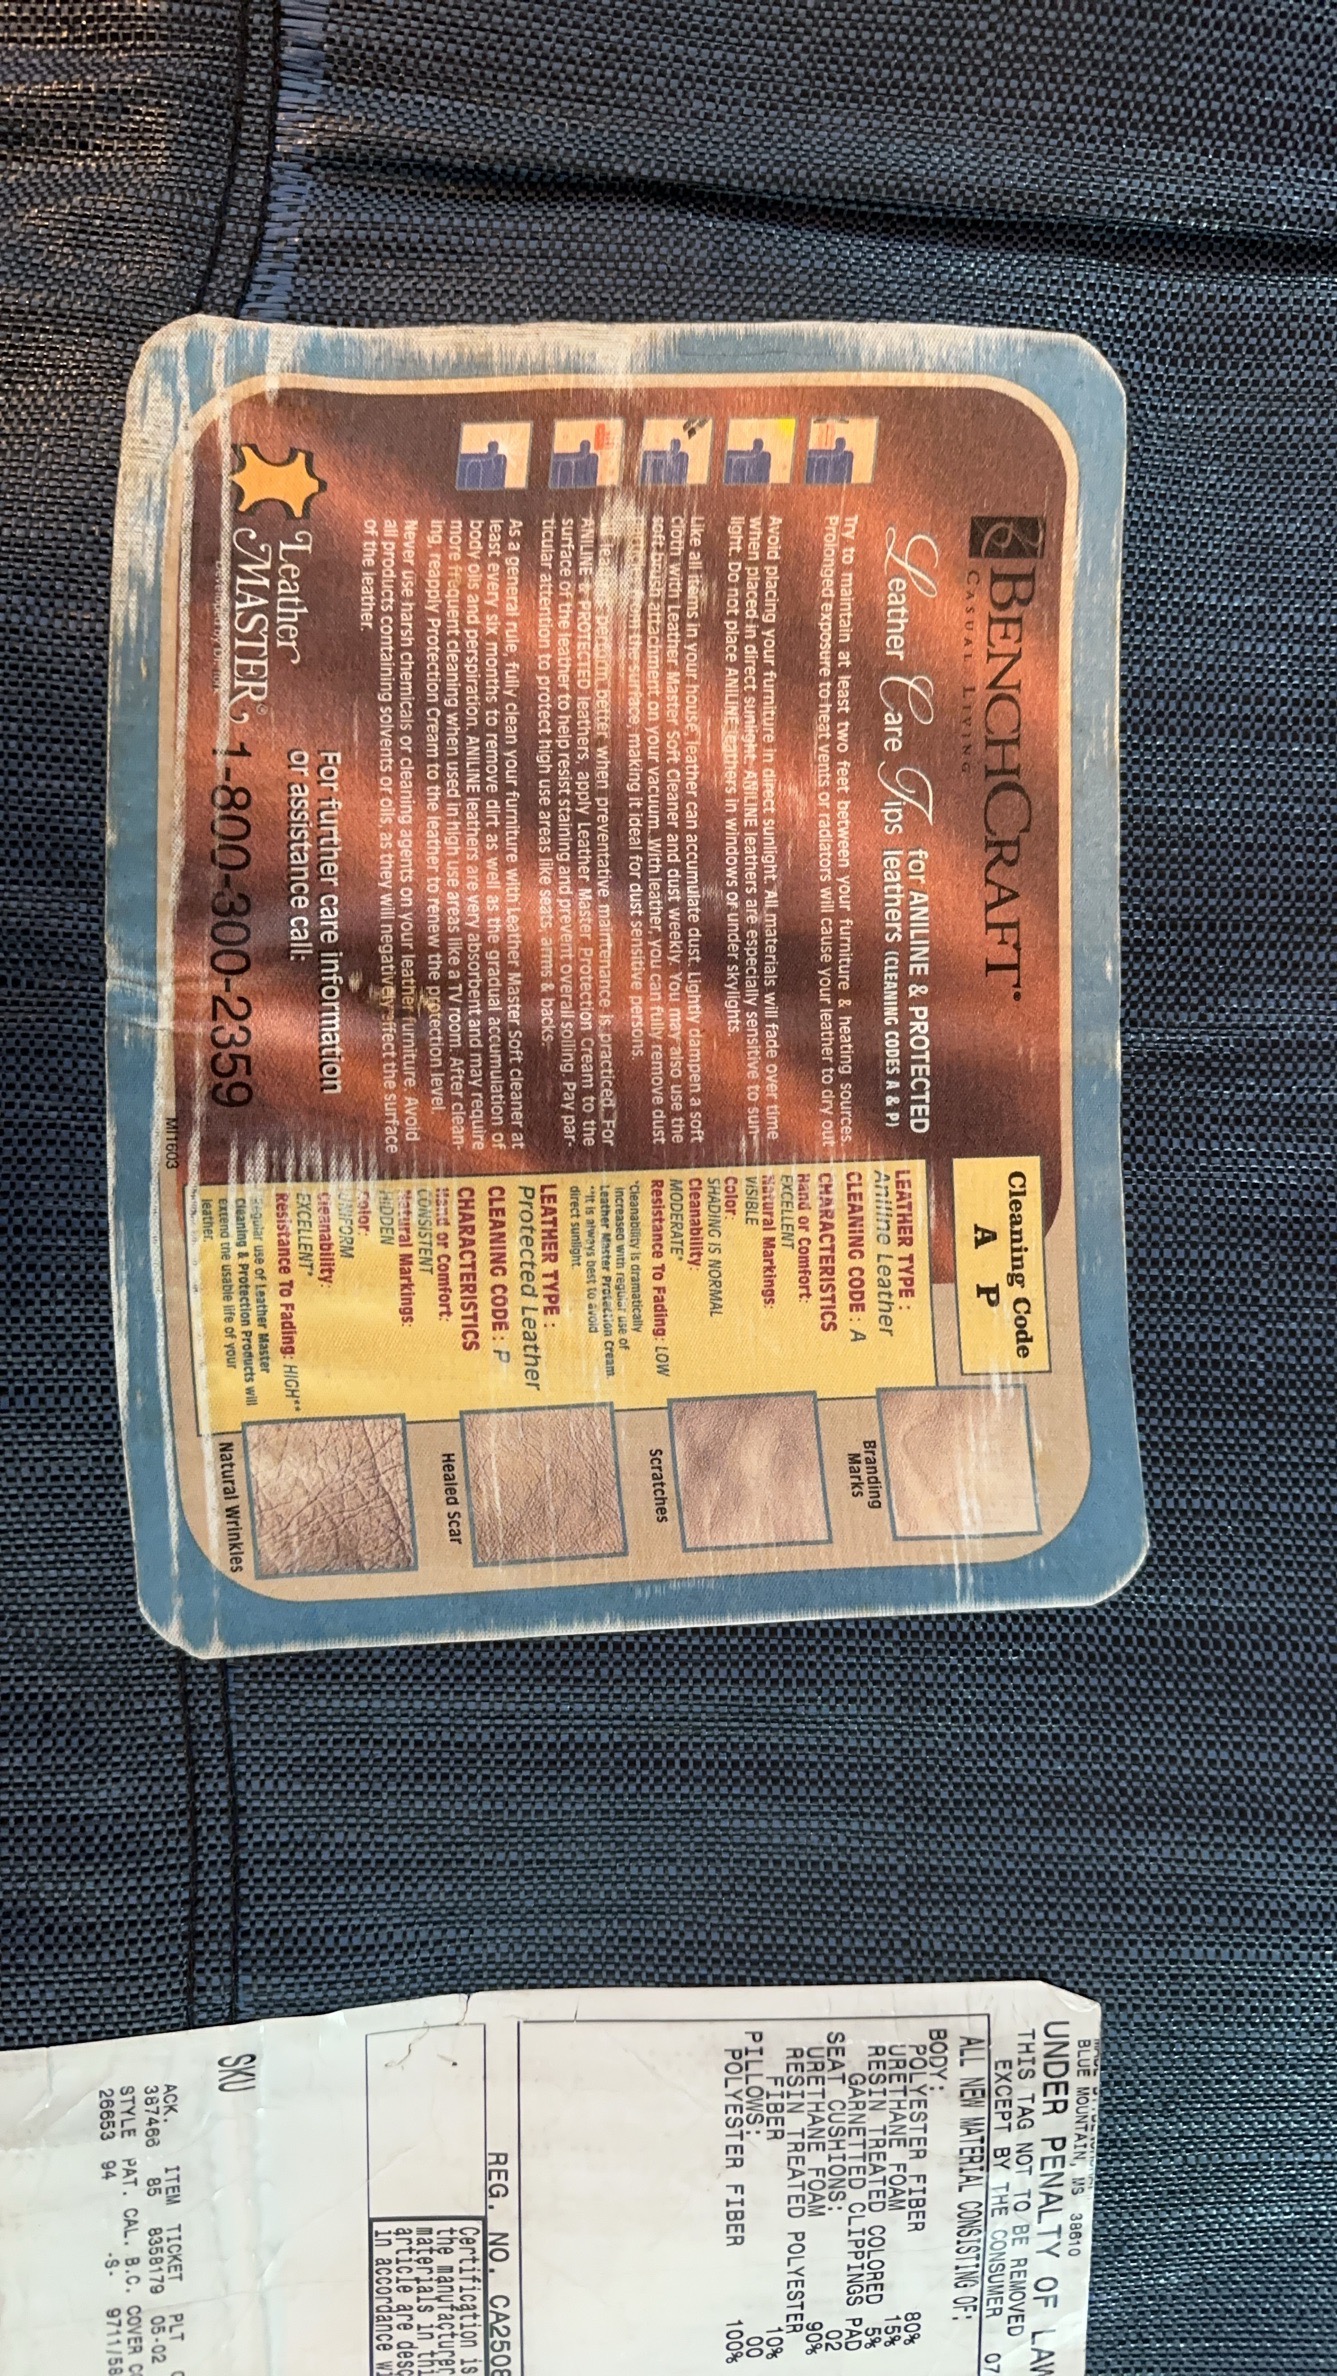 BENCHCRAFT®
CASUAL LIVING
Leather Care Tips for ANILINE & PROTECTED
leathers (CLEANING CODES A & P)
Try to maintain at least two feet between your furniture & heating sources.
Prolonged exposure to heat vents or radiators will cause your leather to dry out
Avoid placing your furniture in direct sunlight. All materials will fade over time
when placed in direct sunlight. ANILINE leathers are especially sensitive to sun-
light. Do not place ANILINE leathers in windows or under skylights.
Like all items in your house, leather can accumulate dust. Lightly dampen a soft
cloth with Leather Master Soft Cleaner and dust weekly. You may also use the
soft brush attachment on your vacuum. With leather, you can fully remove dust
from the surface, making it ideal for dust sensitive persons.
perform better when preventative maintenance is practiced. For
ANILINE & PROTECTED leathers, apply Leather Master Protection Cream to the
surface of the leather to help resist staining and prevent overall soiling. Pay par-
ticular attention to protect high use areas like seats, arms & backs.
As a general rule, fully clean your furniture with Leather Master Soft cleaner at
least every six months to remove dirt as well as the gradual accumulation of
body oils and perspiration. ANILINE leathers are very absorbent and may require
more frequent cleaning when used in high use areas like a TV room. After clean-
ing, reapply Protection Cream to the leather to renew the protection level.
Never use harsh chemicals or cleaning agents on your leather furniture. Avoid
all products containing solvents or oils, as they will negatively effect the surface
of the leather.
Leather
MASTER®
For further care information
or assistance call:
1-800-300-2359
MI1603
Cleaning Code
A P
LEATHER TYPE :
Aniline Leather
CLEANING CODE : A
CHARACTERISTICS
Hand or Comfort:
EXCELLENT
Natural Markings:
VISIBLE
Color:
SHADING IS NORMAL
Cleanability:
MODERATE*
Resistance To Fading: LOW
*Cleanability is dramatically
increased with regular use of
Leather Master Protection Cream.
**It is always best to avoid
direct sunlight.
LEATHER TYPE :
Protected Leather
CLEANING CODE : P
CHARACTERISTICS
Hand or Comfort:
CONSISTENT
Natural Markings:
HIDDEN
Color:
UNIFORM
Cleanability:
EXCELLENT*
Resistance To Fading: HIGH**
Regular use of Leather Master
Cleaning & Protection Products will
extend the usable life of your
leather.
Branding
Marks
Scratches
Healed Scar
Natural Wrinkles
BLUE MOUNTAIN, MS 38610
UNDER PENALTY OF LAW
THIS TAG NOT TO BE REMOVED
EXCEPT BY THE CONSUMER 07
ALL NEW MATERIAL CONSISTING OF:
BODY:
POLYESTER FIBER 80%
URETHANE FOAM 15%
RESIN TREATED COLORED 5%
GARNETTED CLIPPINGS PAD
SEAT CUSHIONS: 02
URETHANE FOAM 90%
RESIN TREATED POLYESTER
FIBER 10%
PILLOWS: 00
POLYESTER FIBER 100%
REG. NO. CA2508
Certification is
the manufacturer
materials in thi
article are desc
in accordance wi
SKU
ACK. ITEM TICKET PLT
387466 85 8358179 05-02
STYLE PAT. CAL. B.C. COVER
26653 94 -S- 9711/58